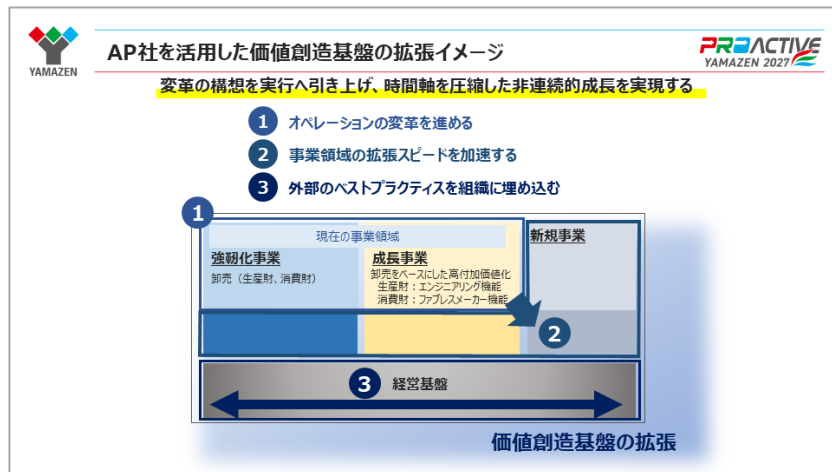 YAMAZEN
AP社を活用した価値創造基盤の拡張イメージ
PROACTIVE
YAMAZEN 2027
変革の構想を実行へ引き上げ、時間軸を圧縮した非連続的成長を実現する
1 オペレーションの変革を進める
2 事業領域の拡張スピードを加速する
3 外部のベストプラクティスを組織に埋め込む
1
現在の事業領域
強靭化事業
卸売（生産財、消費財）
成長事業
卸売をベースにした高付加価値化
生産財：エンジニアリング機能
消費財：ファブレスメーカー機能
新規事業
2
3 経営基盤
価値創造基盤の拡張